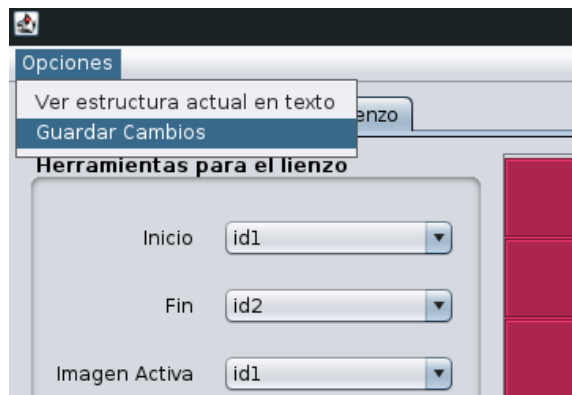 Opciones
Ver estructura actual en texto
enzo
Guardar Cambios
Herramientas para el lienzo
Inicio id1
Fin id2
Imagen Activa id1